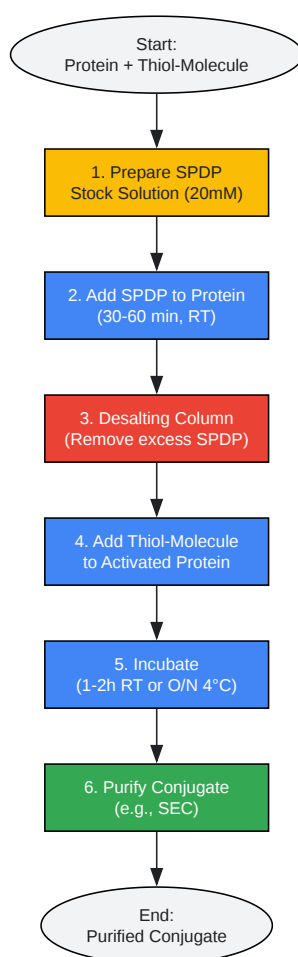 Start:
Protein + Thiol-Molecule
1. Prepare SPDP
Stock Solution (20mM)
2. Add SPDP to Protein
(30-60 min, RT)
3. Desalting Column
(Remove excess SPDP)
4. Add Thiol-Molecule
to Activated Protein
5. Incubate
(1-2h RT or O/N 4°C)
6. Purify Conjugate
(e.g., SEC)
End:
Purified Conjugate